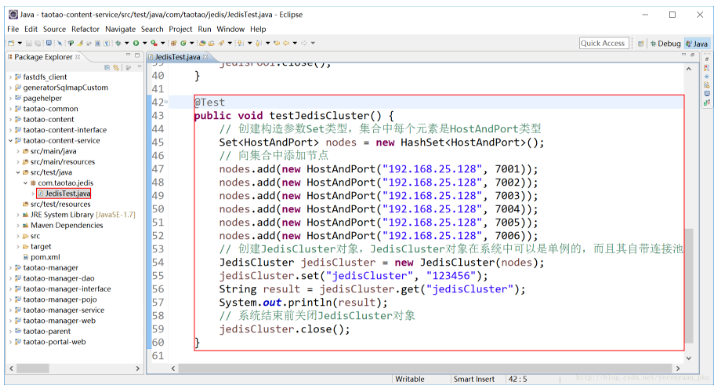 Java - taotao-content-service/src/test/java/com/taotao/jedis/JedisTest.java - Eclipse
File Edit Source Refactor Navigate Search Project Run Window Help
Quick Access
Debug
Java
Package Explorer
fastdfs_client
generatorSqlmapCustom
pagehelper
taotao-common
taotao-content
taotao-content-interface
taotao-content-service
src/main/java
src/main/resources
src/test/java
com.taotao.jedis
JedisTest.java
src/test/resources
JRE System Library [JavaSE-1.7]
Maven Dependencies
src
target
pom.xml
taotao-manager
taotao-manager-dao
taotao-manager-interface
taotao-manager-pojo
taotao-manager-service
taotao-manager-web
taotao-parent
taotao-portal-web
JedisTest.java
39 jedisPool.close();
40 }
41
42 @Test
43 public void testJedisCluster() {
44 // 创建构造参数Set类型，集合中每个元素是HostAndPort类型
45 Set<HostAndPort> nodes = new HashSet<HostAndPort>();
46 // 向集合中添加节点
47 nodes.add(new HostAndPort("192.168.25.128", 7001));
48 nodes.add(new HostAndPort("192.168.25.128", 7002));
49 nodes.add(new HostAndPort("192.168.25.128", 7003));
50 nodes.add(new HostAndPort("192.168.25.128", 7004));
51 nodes.add(new HostAndPort("192.168.25.128", 7005));
52 nodes.add(new HostAndPort("192.168.25.128", 7006));
53 // 创建JedisCluster对象，JedisCluster对象在系统中可以是单例的，而且其自带连接池
54 JedisCluster jedisCluster = new JedisCluster(nodes);
55 jedisCluster.set("jedisCluster", "123456");
56 String result = jedisCluster.get("jedisCluster");
57 System.out.println(result);
58 // 系统结束前关闭JedisCluster对象
59 jedisCluster.close();
60 }
61
Writable
Smart Insert
42 : 5